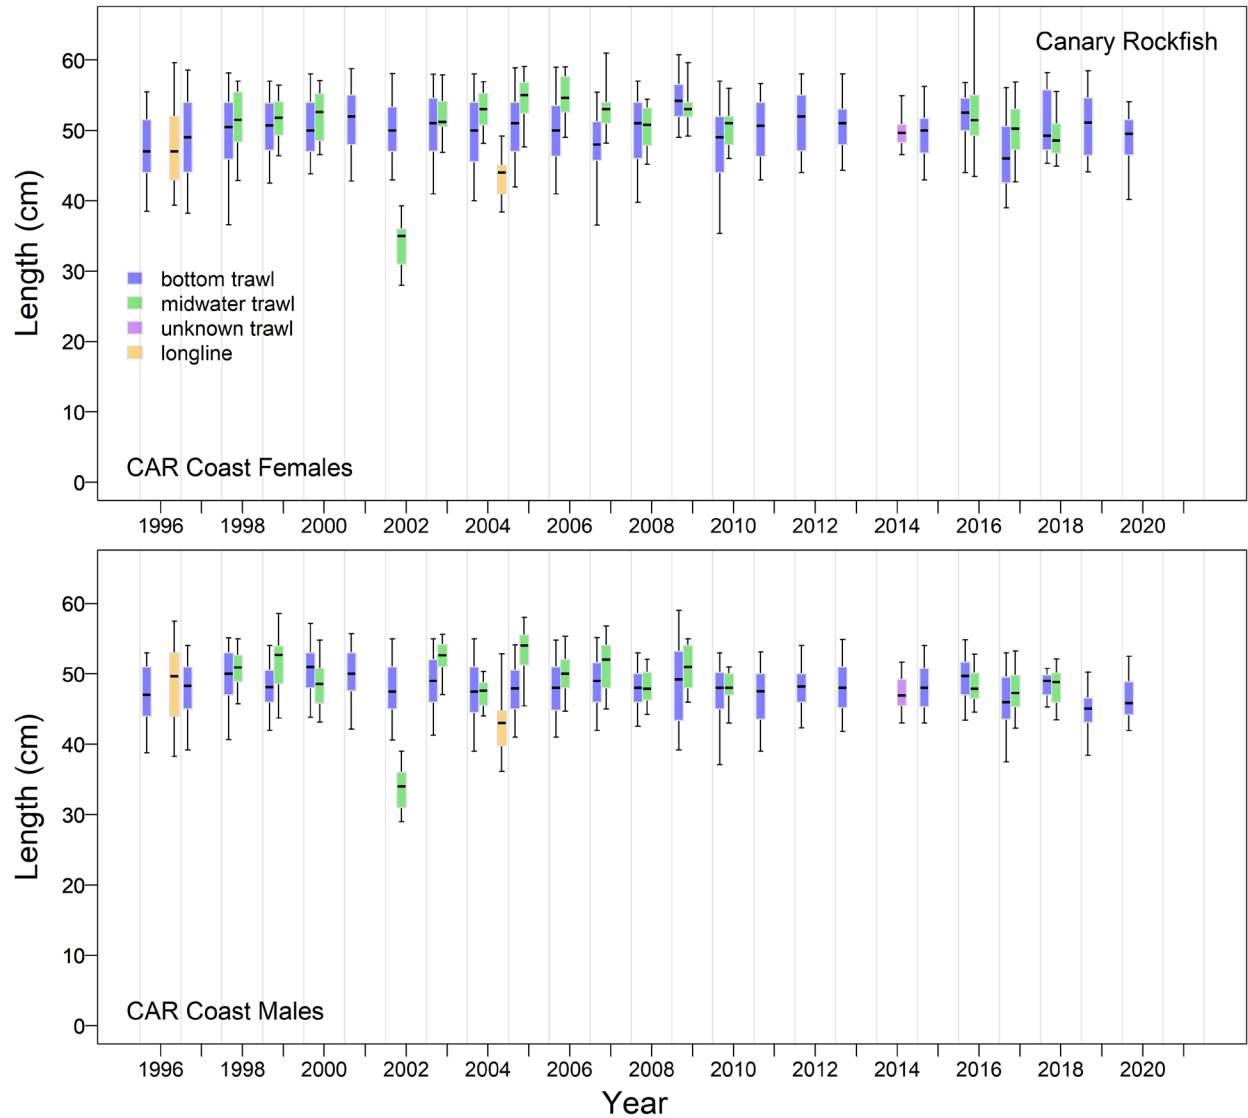 Canary Rockfish
60
50
40
30
20
10
0
Length (cm)
bottom trawl
midwater trawl
unknown trawl
longline
CAR Coast Females
1996 1998 2000 2002 2004 2006 2008 2010 2012 2014 2016 2018 2020
60
50
40
30
20
10
0
Length (cm)
CAR Coast Males
1996 1998 2000 2002 2004 2006 2008 2010 2012 2014 2016 2018 2020
Year